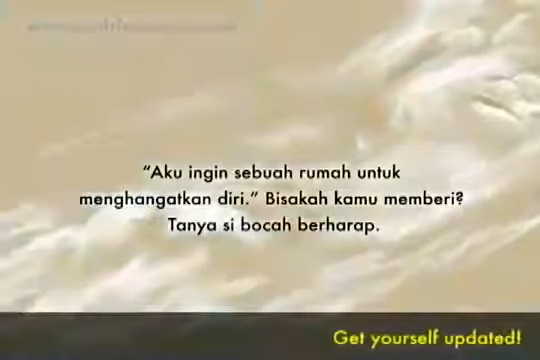 “Aku ingin sebuah rumah untuk
menghangatkan diri.” Bisakah kamu memberi?
Tanya si bocah berharap.
Get yourself updated!